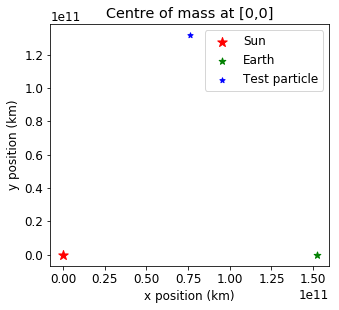 Centre of mass at [0,0]
1e11
Sun
Earth
Test particle
1.2
1.0
0.8
0.6
0.4
0.2
0.0
y position (km)
0.00 0.25 0.50 0.75 1.00 1.25 1.50
x position (km)
1e11